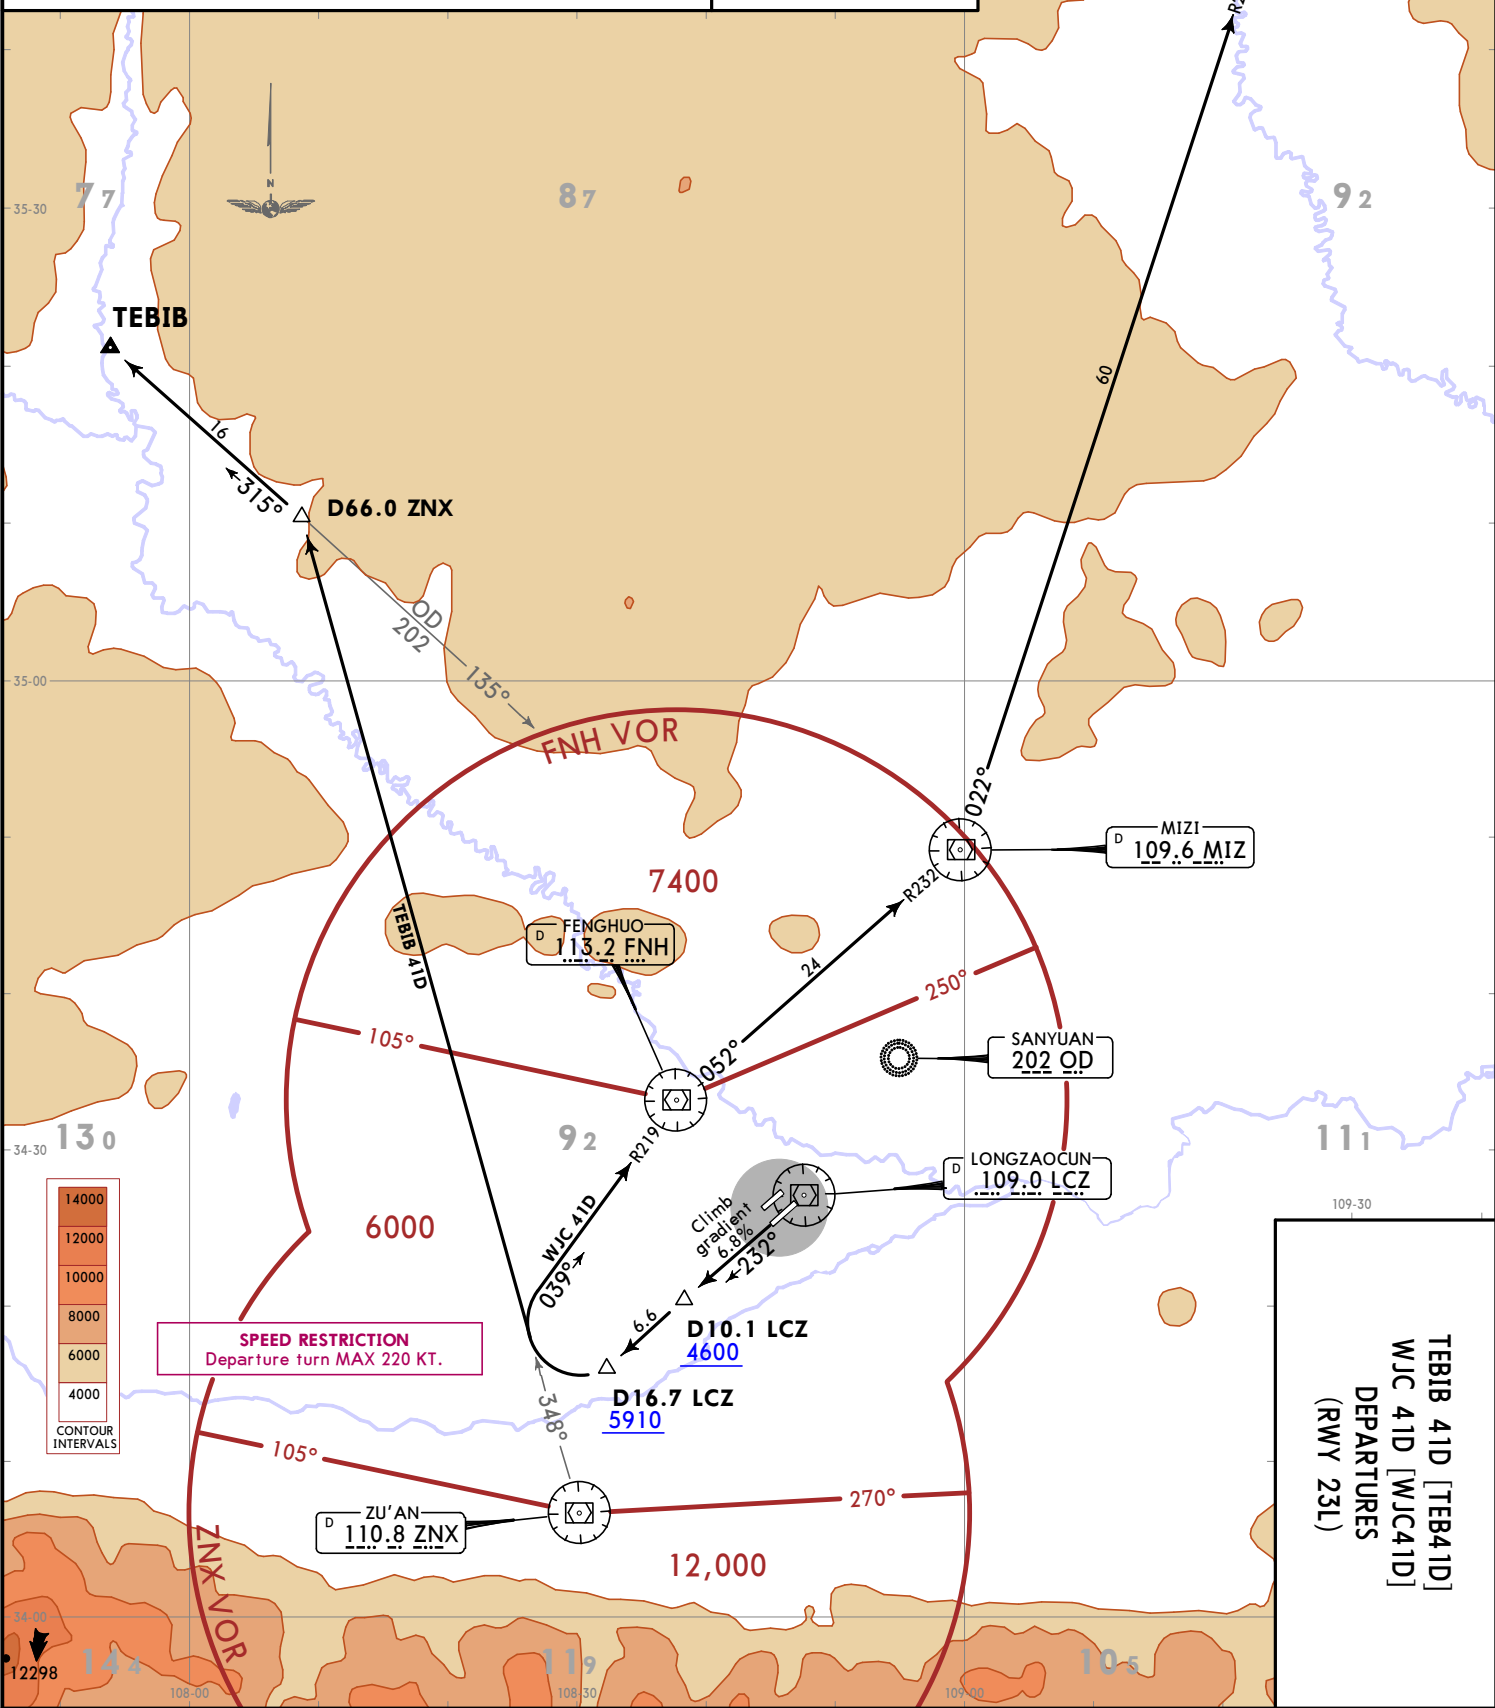 77
87
92
35-30
N
TEBIB
60
16
315°
D66.0 ZNX
OD
202
135°
35-00
FNH VOR
022°
MIZI
D 109.6 MIZ
7400
R232
TEBIB 41D
FENGHUO
D 113.2 FNH
24
250°
105°
052°
SANYUAN
202 OD
130
92
R219
111
34-30
LONGZAOCUN
D 109.0 LCZ
109-30
14000
12000
10000
8000
6000
4000
CONTOUR
INTERVALS
6000
WJC 41D
039°
Climb
gradient
6.8%
232°
SPEED RESTRICTION
Departure turn MAX 220 KT.
6.6
D10.1 LCZ
4600
D16.7 LCZ
5910
348°
105°
270°
ZU'AN
D 110.8 ZNX
ZNX VOR
12,000
TEBIB 41D [TEB41D]
WJC 41D [WJC41D]
DEPARTURES
(RWY 23L)
34-00
12298
144
119
105
108-00
108-30
109-00